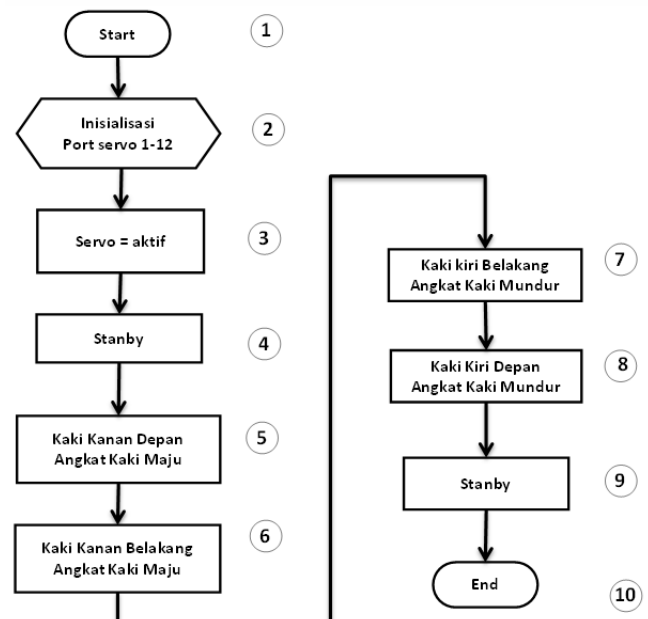 Start
1
Inisialisasi
Port servo 1-12
2
Servo = aktif
3
Stanby
4
Kaki Kanan Depan
Angkat Kaki Maju
5
Kaki Kanan Belakang
Angkat Kaki Maju
6
Kaki kiri Belakang
Angkat Kaki Mundur
7
Kaki Kiri Depan
Angkat Kaki Mundur
8
Stanby
9
End
10